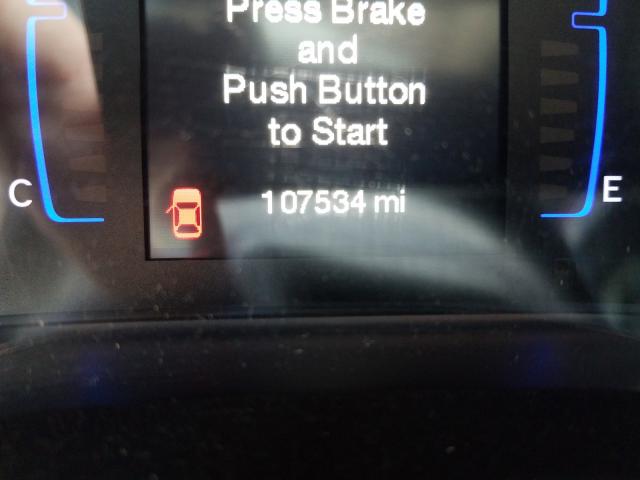 Press Brake
and
Push Button
to Start
C
107534 mi
E